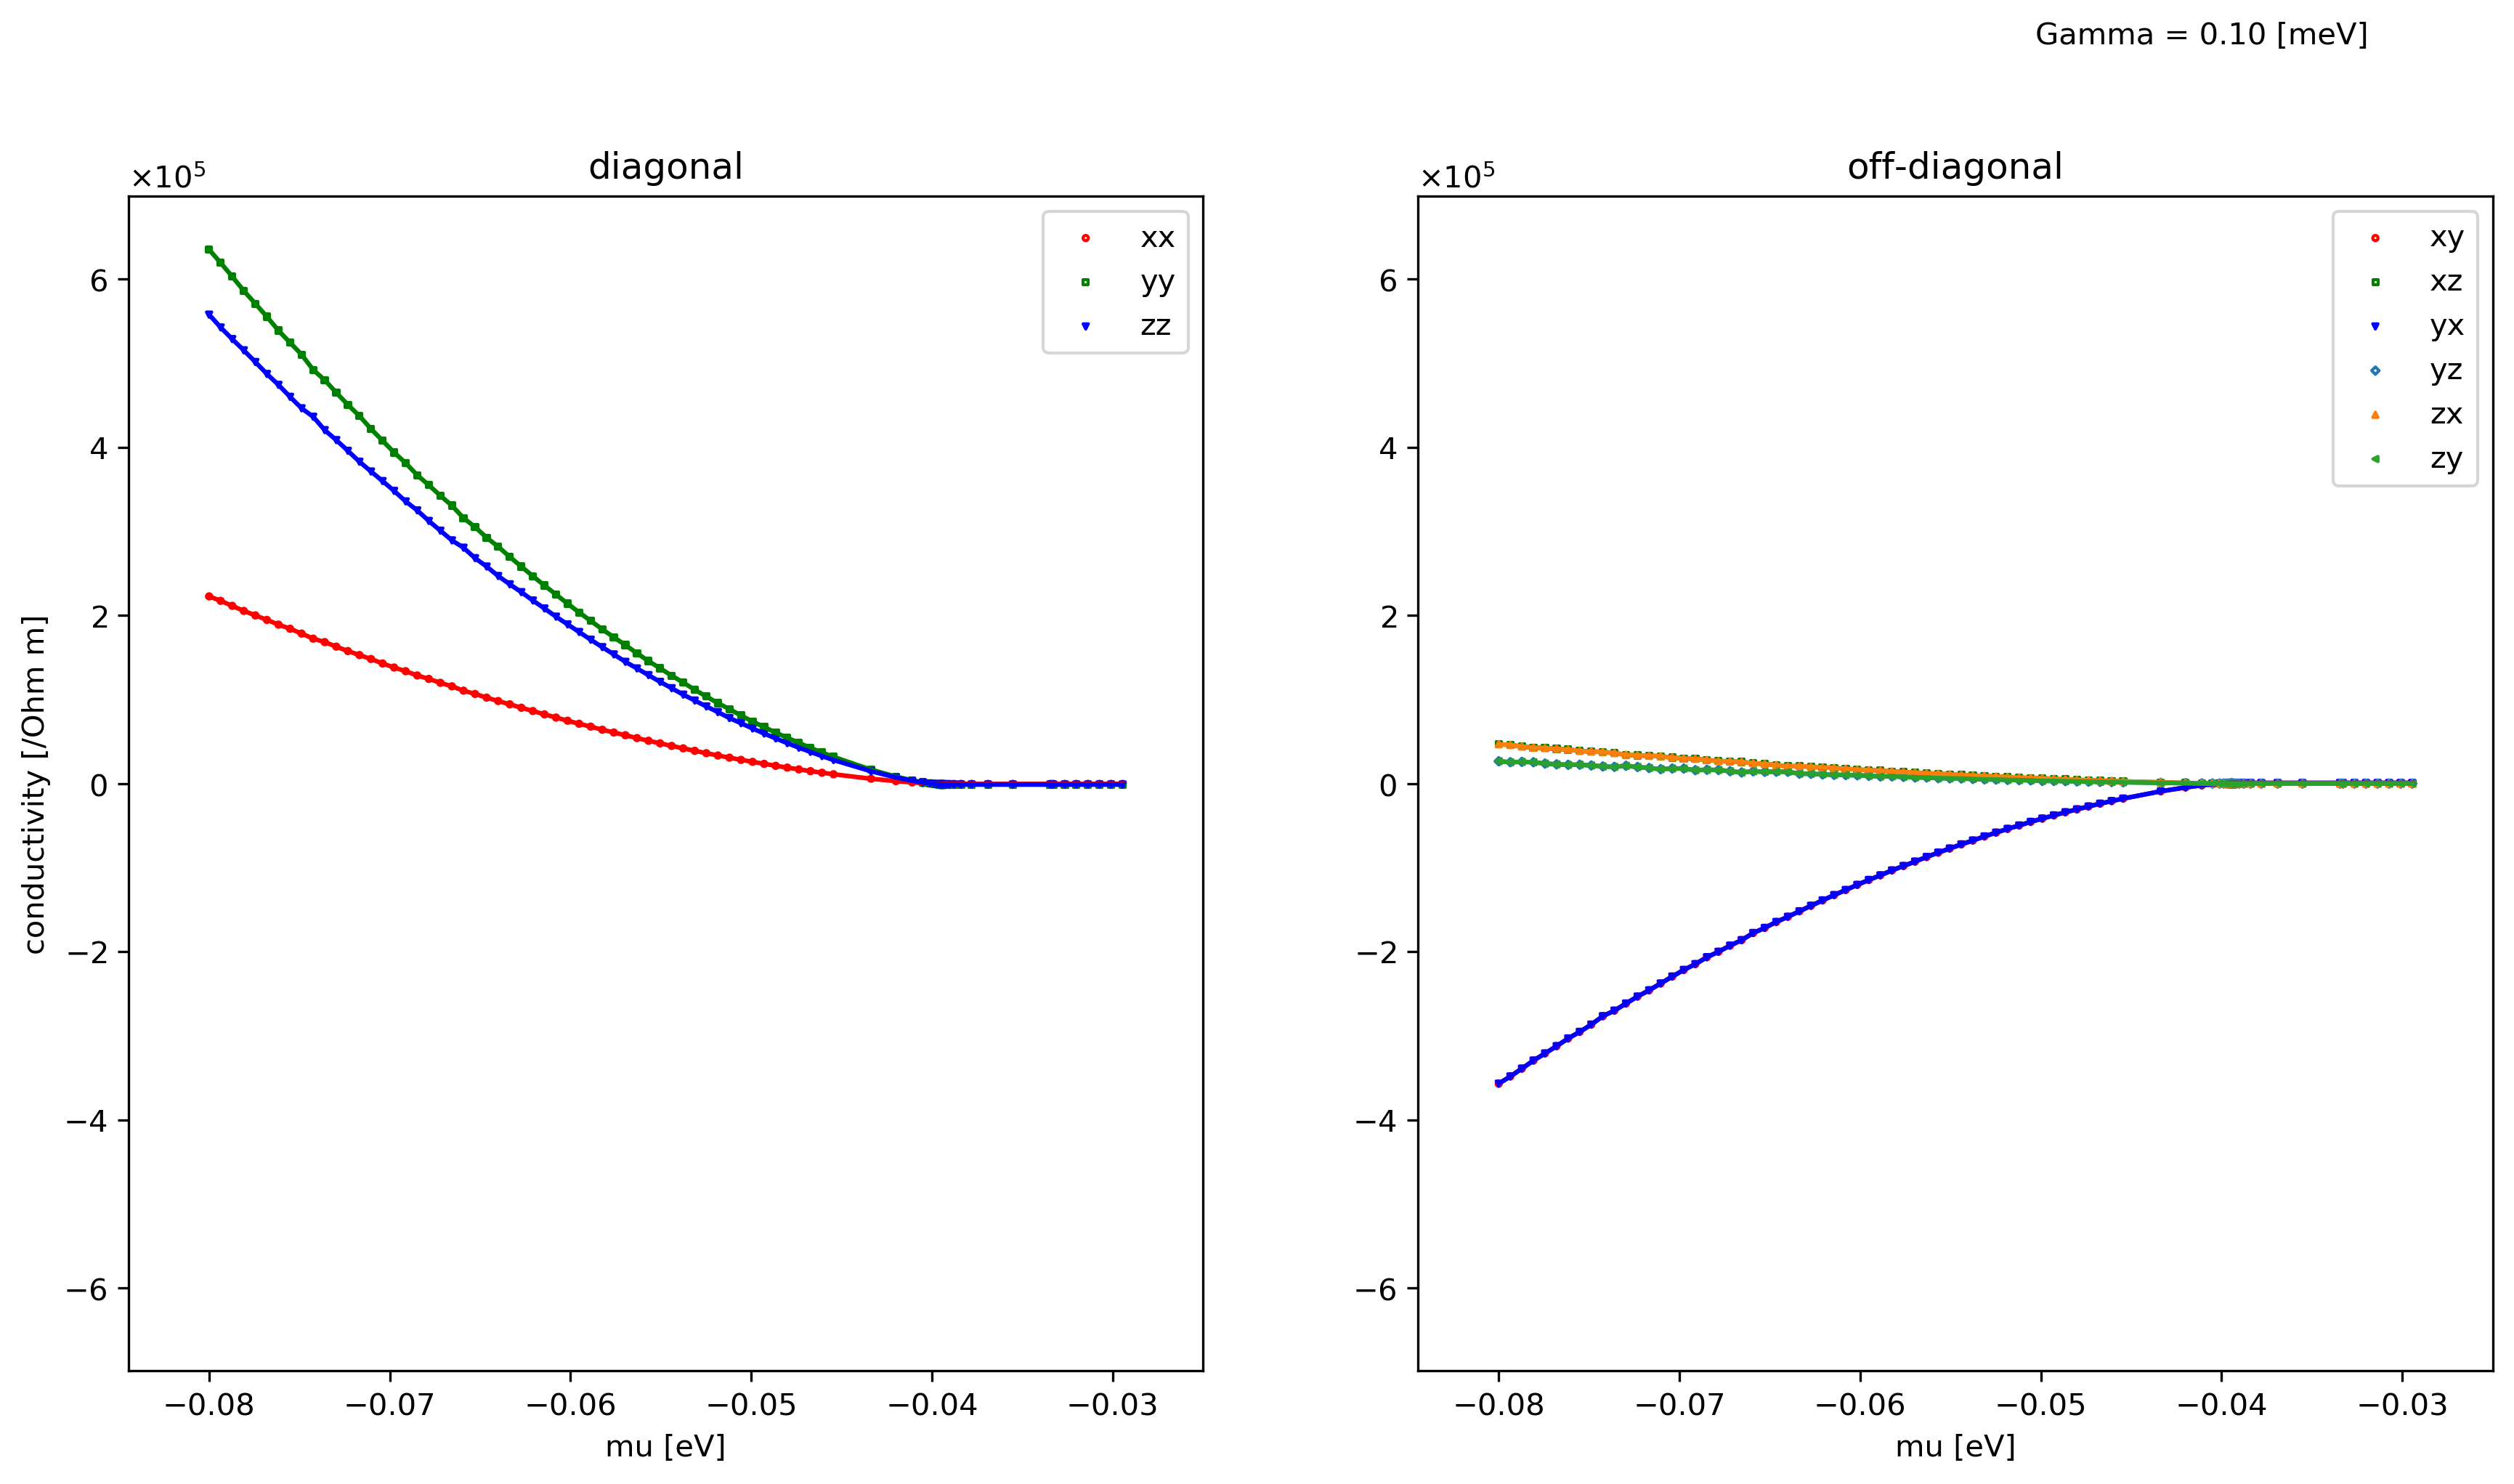 Gamma = 0.10 [meV]
diagonal
×10⁵
xx
yy
zz
6
4
2
0
−2
−4
−6
conductivity [/Ohm m]
−0.08 −0.07 −0.06 −0.05 −0.04 −0.03
mu [eV]
off-diagonal
×10⁵
xy
xz
yx
yz
zx
zy
6
4
2
0
−2
−4
−6
−0.08 −0.07 −0.06 −0.05 −0.04 −0.03
mu [eV]